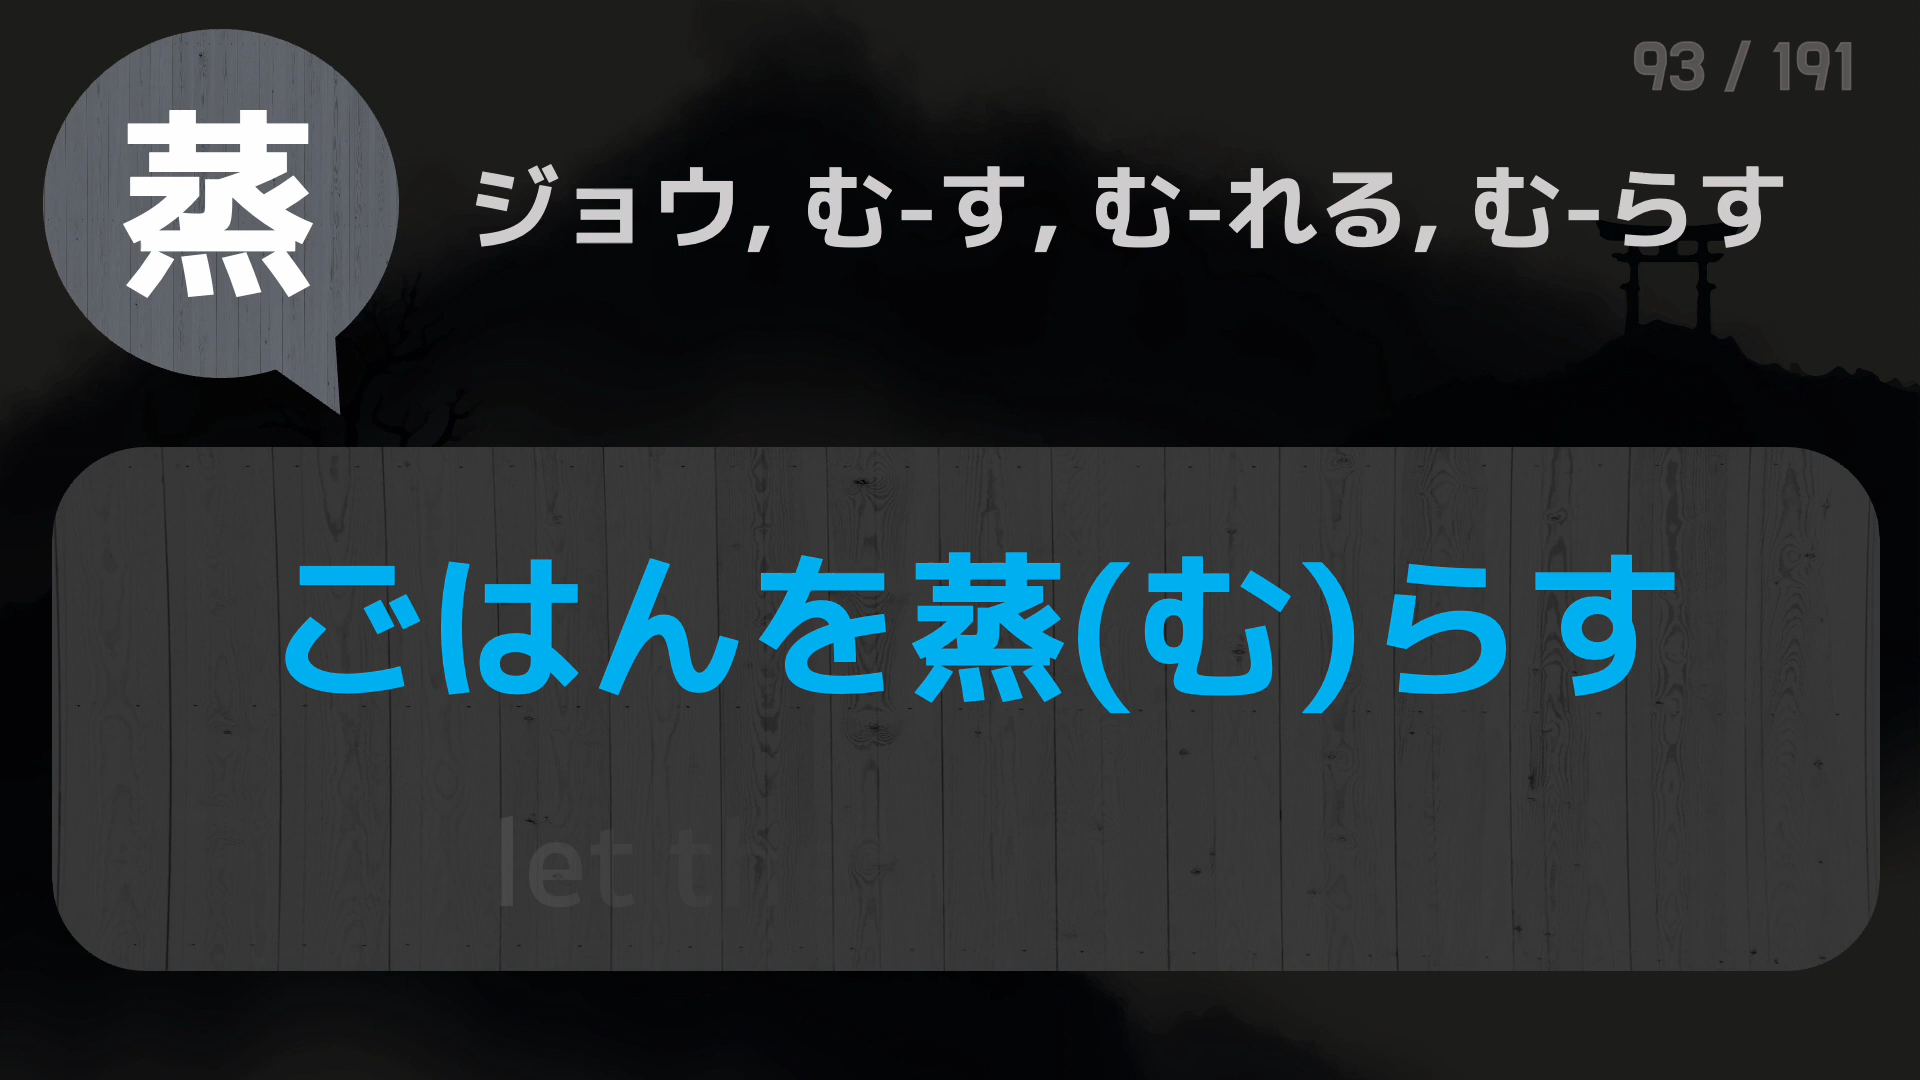 93 / 191
蒸
ジョウ, む-す, む-れる, む-らす
ごはんを蒸(む)らす
let th